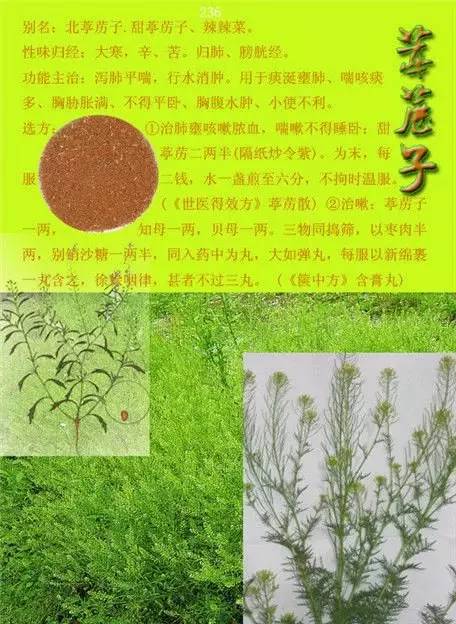 236
葶苈子
别名：北葶苈子.甜葶苈子、辣辣菜。
性味归经：大寒，辛、苦。归肺、膀胱经。
功能主治：泻肺平喘，行水消肿。用于痰涎壅肺、喘咳痰
多、胸胁胀满、不得平卧、胸腹水肿、小便不利。
选方： ①治肺壅咳嗽脓血，喘嗽不得睡卧：甜
葶苈二两半(隔纸炒令紫)。为末，每
服 二钱，水一盏煎至六分，不拘时温服。
(《世医得效方》葶苈散) ②治嗽：葶苈子
一两， 知母一两，贝母一两。三物同捣筛，以枣肉半
两，别销沙糖一两半，同入药中为丸，大如弹丸，每服以新绵裹
一丸含之，徐徐咽律，甚者不过三丸。(《箧中方》含膏丸)